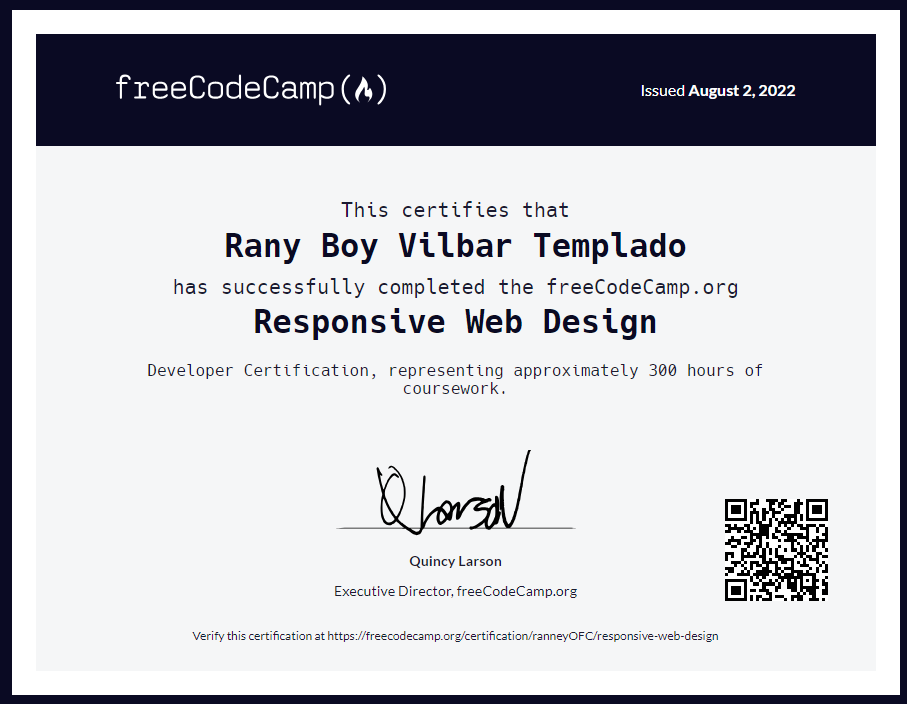 freeCodeCamp
Issued August 2, 2022
This certifies that
Rany Boy Vilbar Templado
has successfully completed the freeCodeCamp.org
Responsive Web Design
Developer Certification, representing approximately 300 hours of
coursework.
Q Larson
Quincy Larson
Executive Director, freeCodeCamp.org
Verify this certification at https://freecodecamp.org/certification/ranneyOFC/responsive-web-design